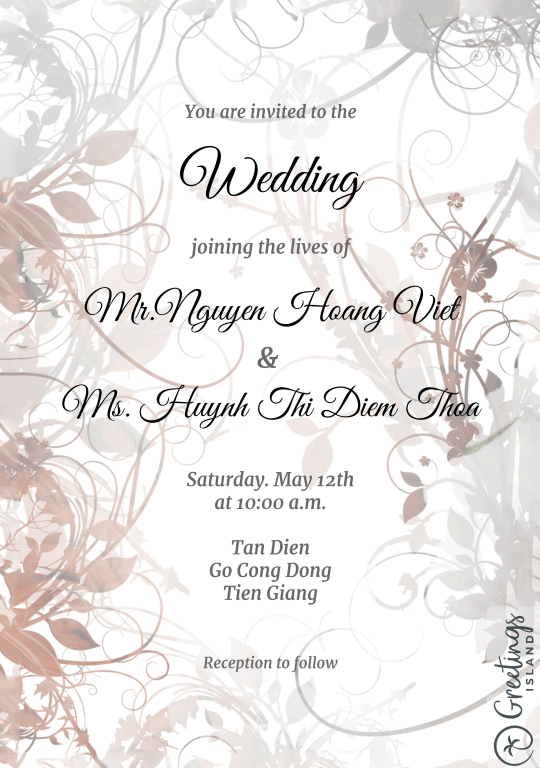 You are invited to the
Wedding
joining the lives of
Mr.Nguyen Hoang Viet
&
Ms. Huynh Thi Diem Thoa
Saturday. May 12th
at 10:00 a.m.
Tan Dien
Go Cong Dong
Tien Giang
Reception to follow
Greetings
ISLAND